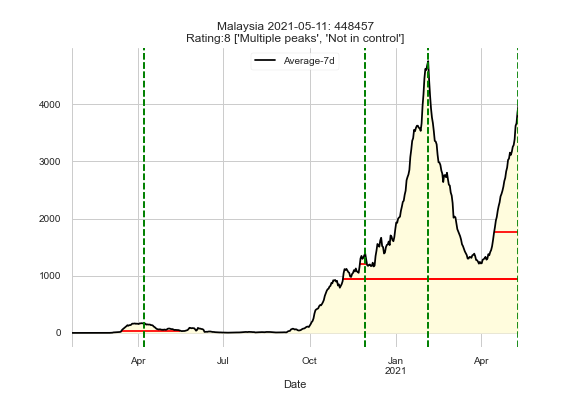 Malaysia 2021-05-11: 448457
Rating:8 ['Multiple peaks', 'Not in control']
Average-7d
4000
3000
2000
1000
0
Apr
Jul
Oct
Jan
2021
Apr
Date